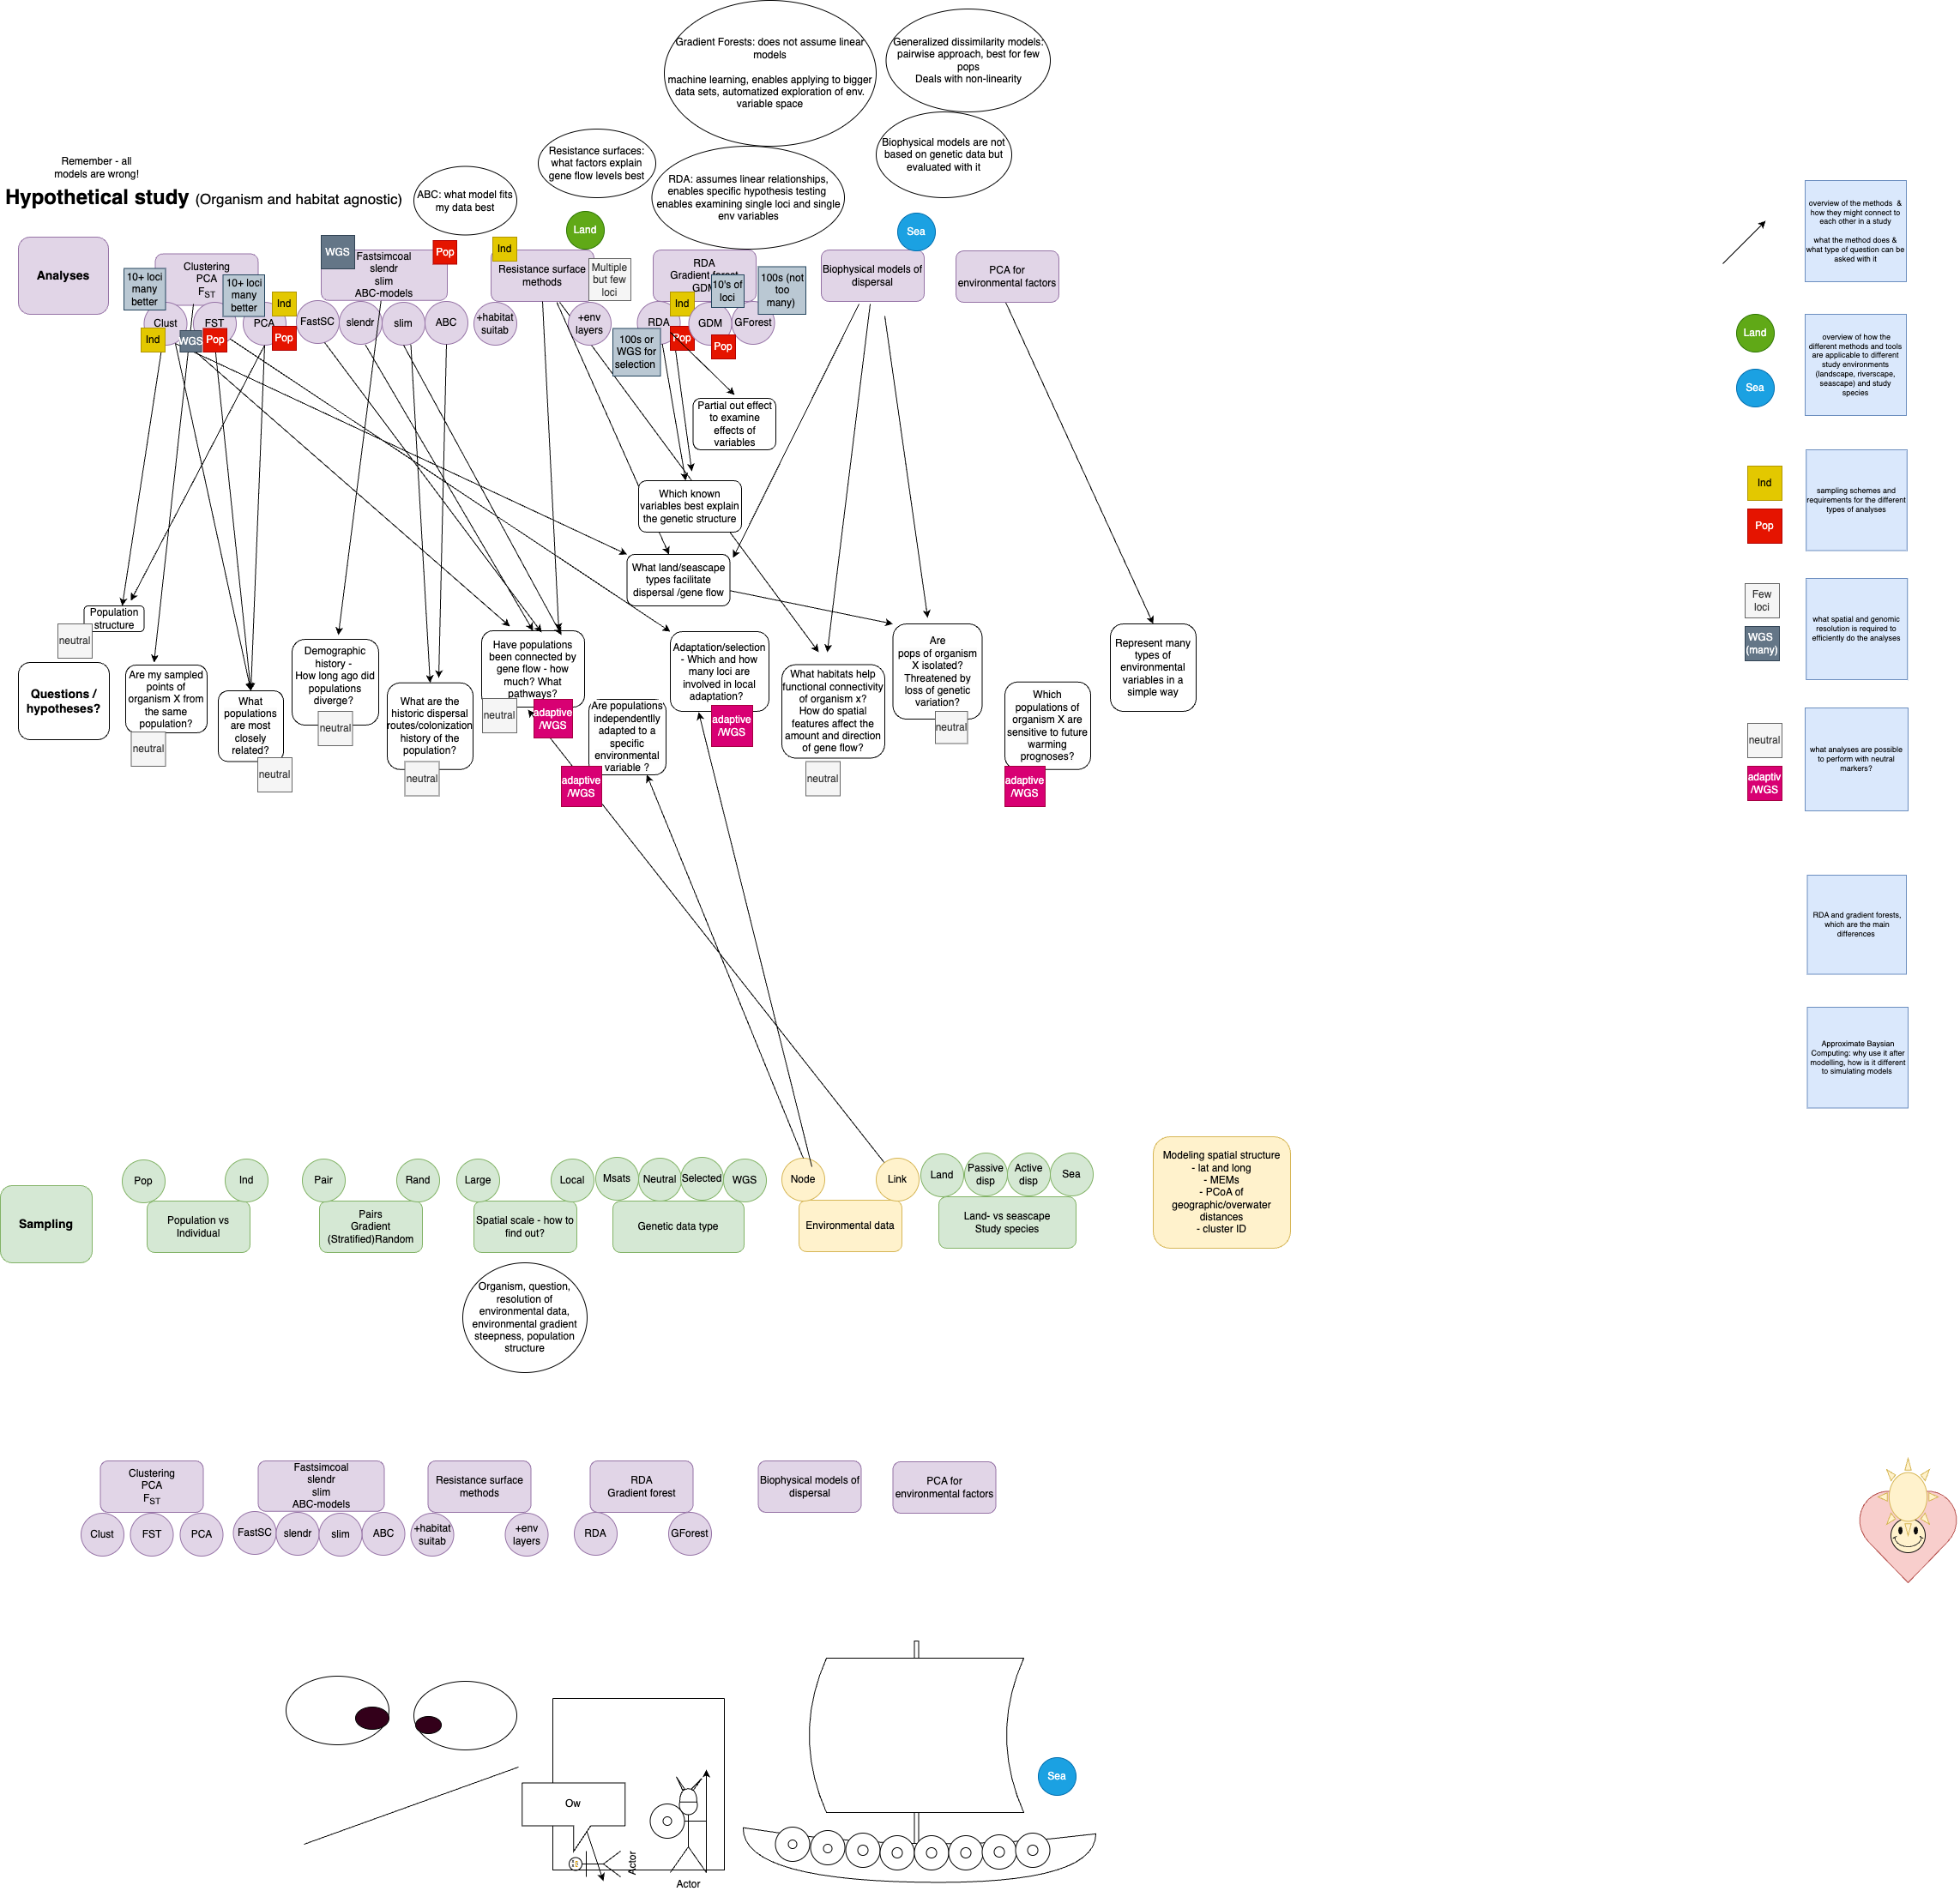 Gradient Forests: does not assume linear
models
machine learning, enables applying to bigger
data sets, automatized exploration of env.
variable space
Generalized dissimilarity models:
pairwise approach, best for few
pops
Deals with non-linearity
Biophysical models are not
based on genetic data but
evaluated with it
Resistance surfaces:
what factors explain
gene flow levels best
RDA: assumes linear relationships,
enables specific hypothesis testing
enables examining single loci and single
env variables
ABC: what model fits
my data best
Remember - all
models are wrong!
Hypothetical study (Organism and habitat agnostic)
Land
Sea
Analyses
10+ loci
many
better
Clustering
PCA
FST
10+ loci
many
better
Ind
WGS
Fastsimcoal
slendr
slim
ABC-models
Pop
Ind
Resistance surface
methods
Multiple
but few
loci
RDA
Gradient forest
GDM
Ind
10's of
loci
100s (not
too
many)
Biophysical models of
dispersal
PCA for
environmental factors
Clust
FST
PCA
FastSC
slendr
slim
ABC
+habitat
suitab
+env
layers
RDA
GDM
GForest
Ind
WGS
Pop
Pop
100s or
WGS for
selection
Pop
Pop
Partial out effect
to examine
effects of
variables
Which known
variables best explain
the genetic structure
What land/seascape
types facilitate
dispersal /gene flow
Population
structure
neutral
Questions /
hypotheses?
Are my sampled
points of
organism X from
the same
population?
neutral
What
populations
are most
closely
related?
neutral
Demographic
history -
How long ago did
populations
diverge?
neutral
What are the
historic dispersal
routes/colonization
history of the
population?
neutral
Have populations
been connected by
gene flow - how
much? What
pathways?
neutral
adaptive
/WGS
Are populations
independentlly
adapted to a
specific
environmental
variable ?
adaptive
/WGS
Adaptation/selection
- Which and how
many loci are
involved in local
adaptation?
adaptive
/WGS
What habitats help
functional connectivity
of organism x?
How do spatial
features affect the
amount and direction
of gene flow?
neutral
Are
pops of organism
X isolated?
Threatened by
loss of genetic
variation?
neutral
Which
populations of
organism X are
sensitive to future
warming
prognoses?
adaptive
/WGS
Represent many
types of
environmental
variables in a
simple way
overview of the methods &
how they might connect to
each other in a study
what the method does &
what type of question can be
asked with it
Land
Sea
overview of how the
different methods and tools
are applicable to different
study environments
(landscape, riverscape,
seascape) and study
species
Ind
Pop
sampling schemes and
requirements for the different
types of analyses
Few
loci
WGS
(many)
what spatial and genomic
resolution is required to
efficiently do the analyses
neutral
adaptiv
/WGS
what analyses are possible
to perform with neutral
markers?
RDA and gradient forests,
which are the main
differences
Approximate Baysian
Computing: why use it after
modelling, how is it different
to simulating models
Sampling
Pop
Ind
Population vs
Individual
Pair
Rand
Pairs
Gradient
(Stratified)Random
Large
Local
Spatial scale - how to
find out?
Msats
Neutral
Selected
WGS
Genetic data type
Node
Link
Environmental data
Land
Passive
disp
Active
disp
Sea
Land- vs seascape
Study species
Modeling spatial structure
- lat and long
- MEMs
- PCoA of
geographic/overwater
distances
- cluster ID
Organism, question,
resolution of
environmental data,
environmental gradient
steepness, population
structure
Clustering
PCA
FST
Fastsimcoal
slendr
slim
ABC-models
Resistance surface
methods
RDA
Gradient forest
Biophysical models of
dispersal
PCA for
environmental factors
Clust
FST
PCA
FastSC
slendr
slim
ABC
+habitat
suitab
+env
layers
RDA
GForest
Sea
Ow
Actor
Actor